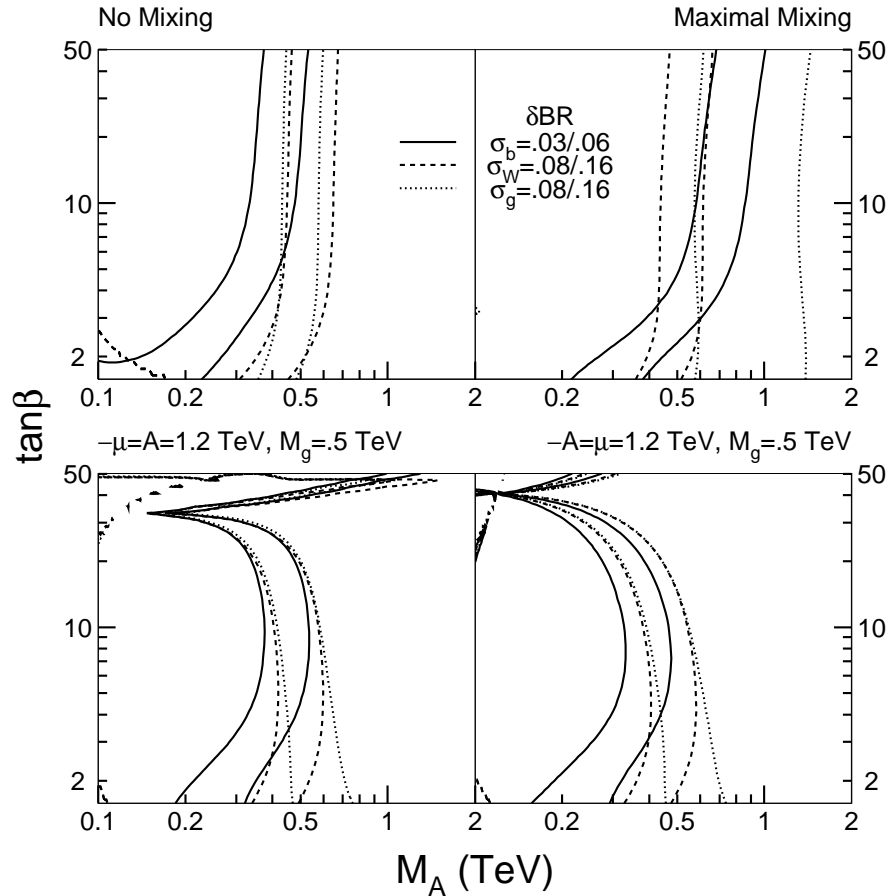 No Mixing Maximal Mixing
50 50
δBR
σb=.03/.06
σW=.08/.16
σg=.08/.16
10 10
2 2
0.1 0.2 0.5 1 2 0.2 0.5 1 2
tanβ
−μ=A=1.2 TeV, Mg=.5 TeV −A=μ=1.2 TeV, Mg=.5 TeV
50 50
10 10
2 2
0.1 0.2 0.5 1 2 0.2 0.5 1 2
MA (TeV)